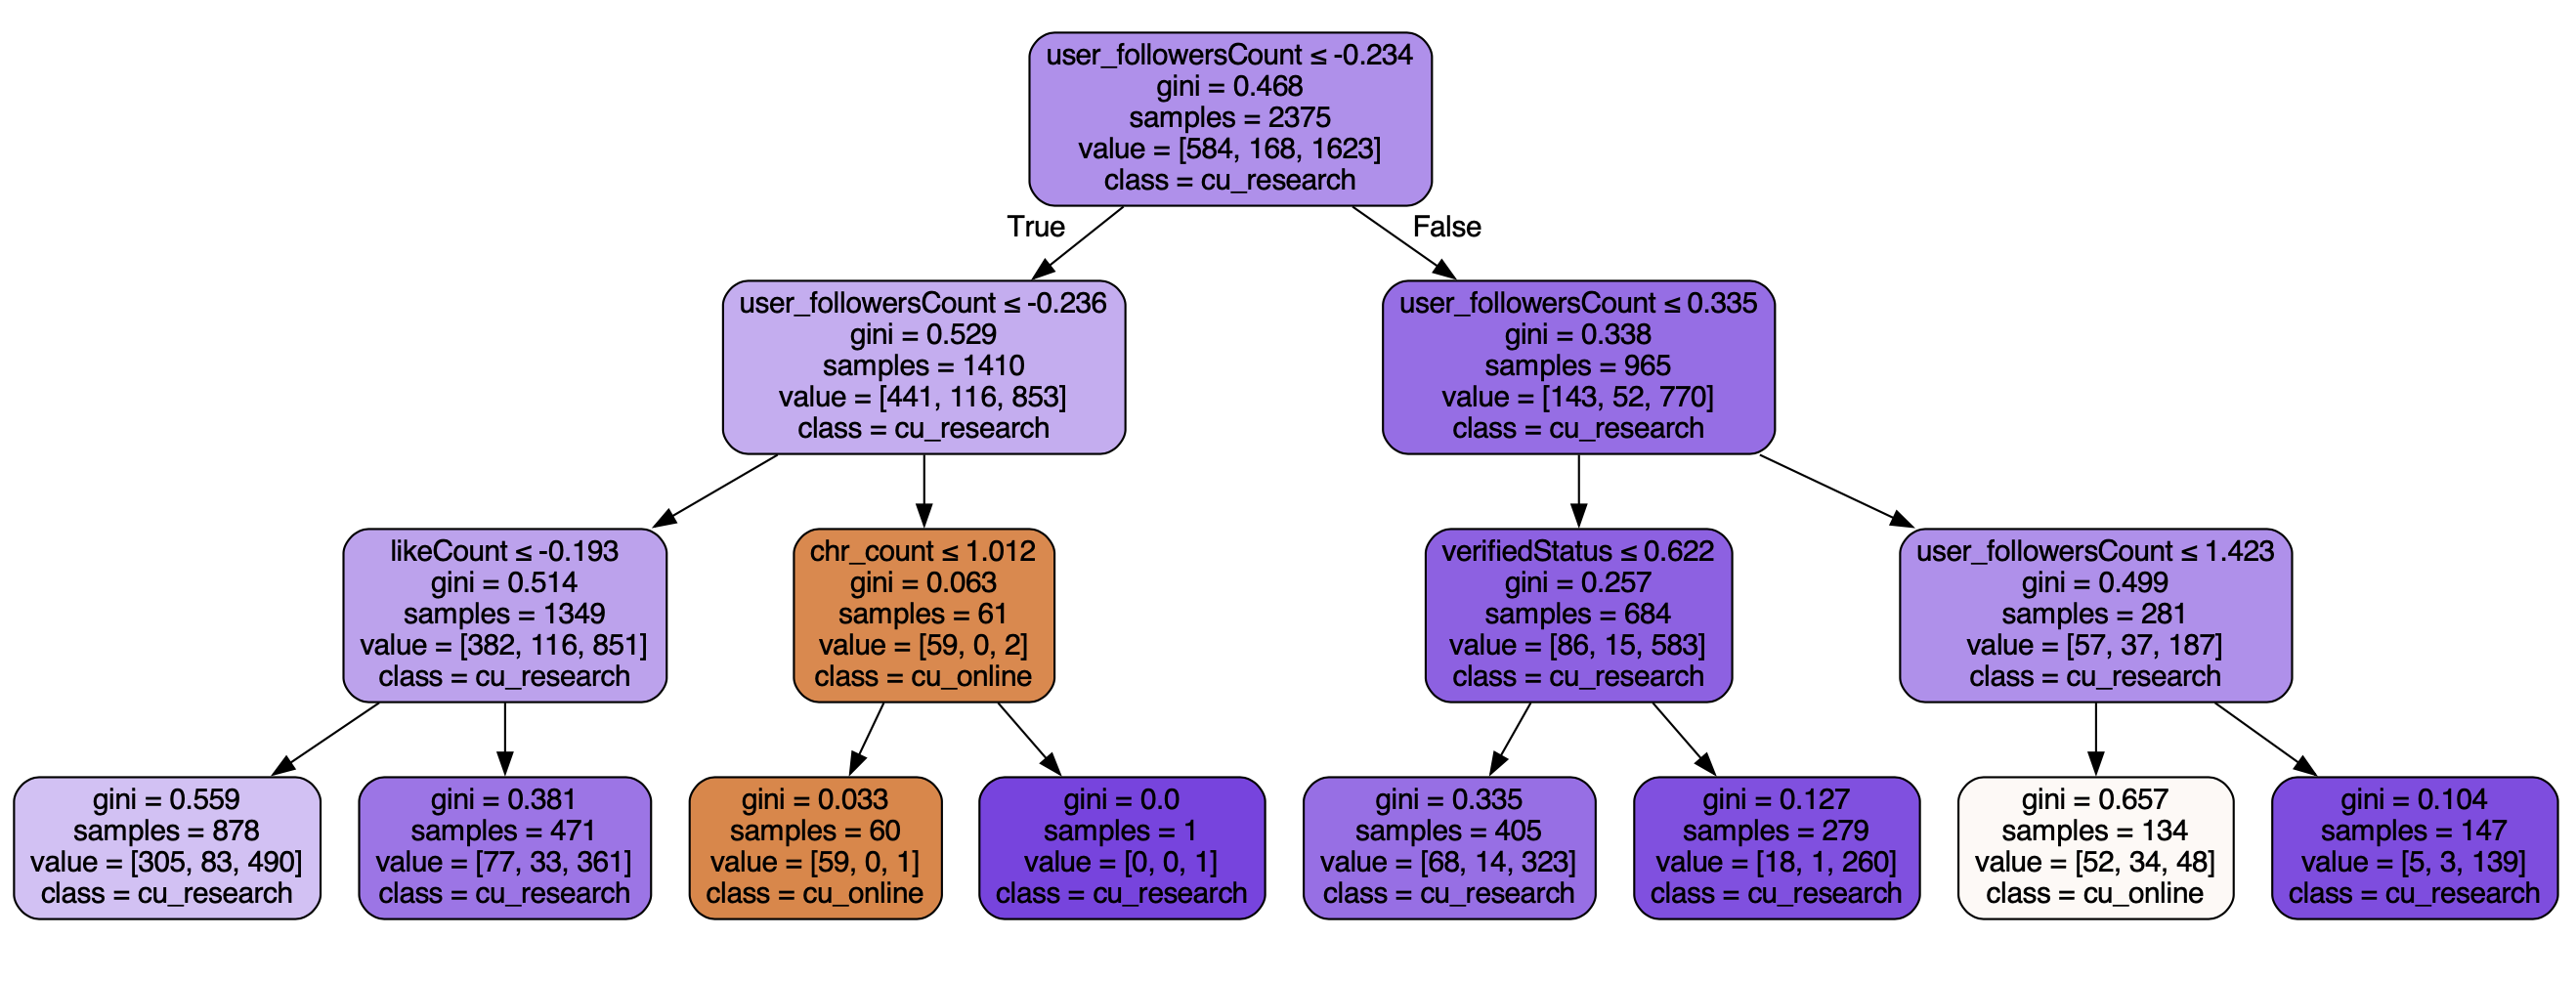 user_followersCount ≤ -0.234
gini = 0.468
samples = 2375
value = [584, 168, 1623]
class = cu_research
True
False
user_followersCount ≤ -0.236
gini = 0.529
samples = 1410
value = [441, 116, 853]
class = cu_research
user_followersCount ≤ 0.335
gini = 0.338
samples = 965
value = [143, 52, 770]
class = cu_research
likeCount ≤ -0.193
gini = 0.514
samples = 1349
value = [382, 116, 851]
class = cu_research
chr_count ≤ 1.012
gini = 0.063
samples = 61
value = [59, 0, 2]
class = cu_online
verifiedStatus ≤ 0.622
gini = 0.257
samples = 684
value = [86, 15, 583]
class = cu_research
user_followersCount ≤ 1.423
gini = 0.499
samples = 281
value = [57, 37, 187]
class = cu_research
gini = 0.559
samples = 878
value = [305, 83, 490]
class = cu_research
gini = 0.381
samples = 471
value = [77, 33, 361]
class = cu_research
gini = 0.033
samples = 60
value = [59, 0, 1]
class = cu_online
gini = 0.0
samples = 1
value = [0, 0, 1]
class = cu_research
gini = 0.335
samples = 405
value = [68, 14, 323]
class = cu_research
gini = 0.127
samples = 279
value = [18, 1, 260]
class = cu_research
gini = 0.657
samples = 134
value = [52, 34, 48]
class = cu_online
gini = 0.104
samples = 147
value = [5, 3, 139]
class = cu_research